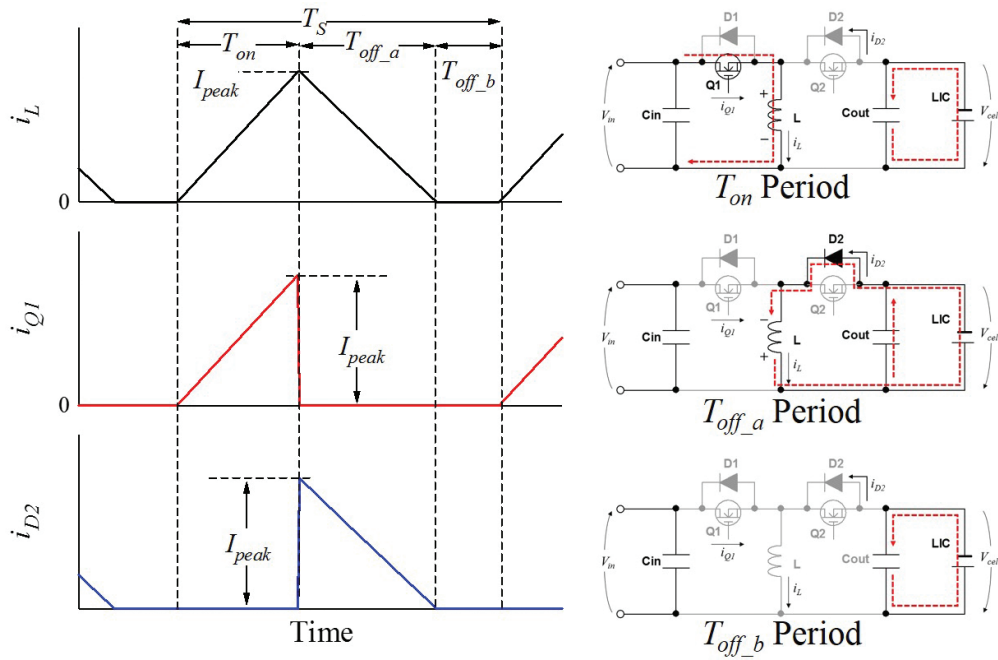 T_S
T_on
T_off_a
T_off_b
I_peak
i_L
0
I_peak
i_Q1
0
I_peak
i_D2
Time
D1
D2
i_D2
Q1
Q2
i_Q1
V_in
Cin
+
L
−
i_L
Cout
LIC
V_cel
T_on Period
D1
D2
i_D2
Q1
Q2
i_Q1
V_in
Cin
−
L
+
i_L
Cout
LIC
V_cel
T_off_a Period
D1
D2
i_D2
Q1
Q2
i_Q1
V_in
Cin
L
i_L
Cout
LIC
V_cel
T_off_b Period